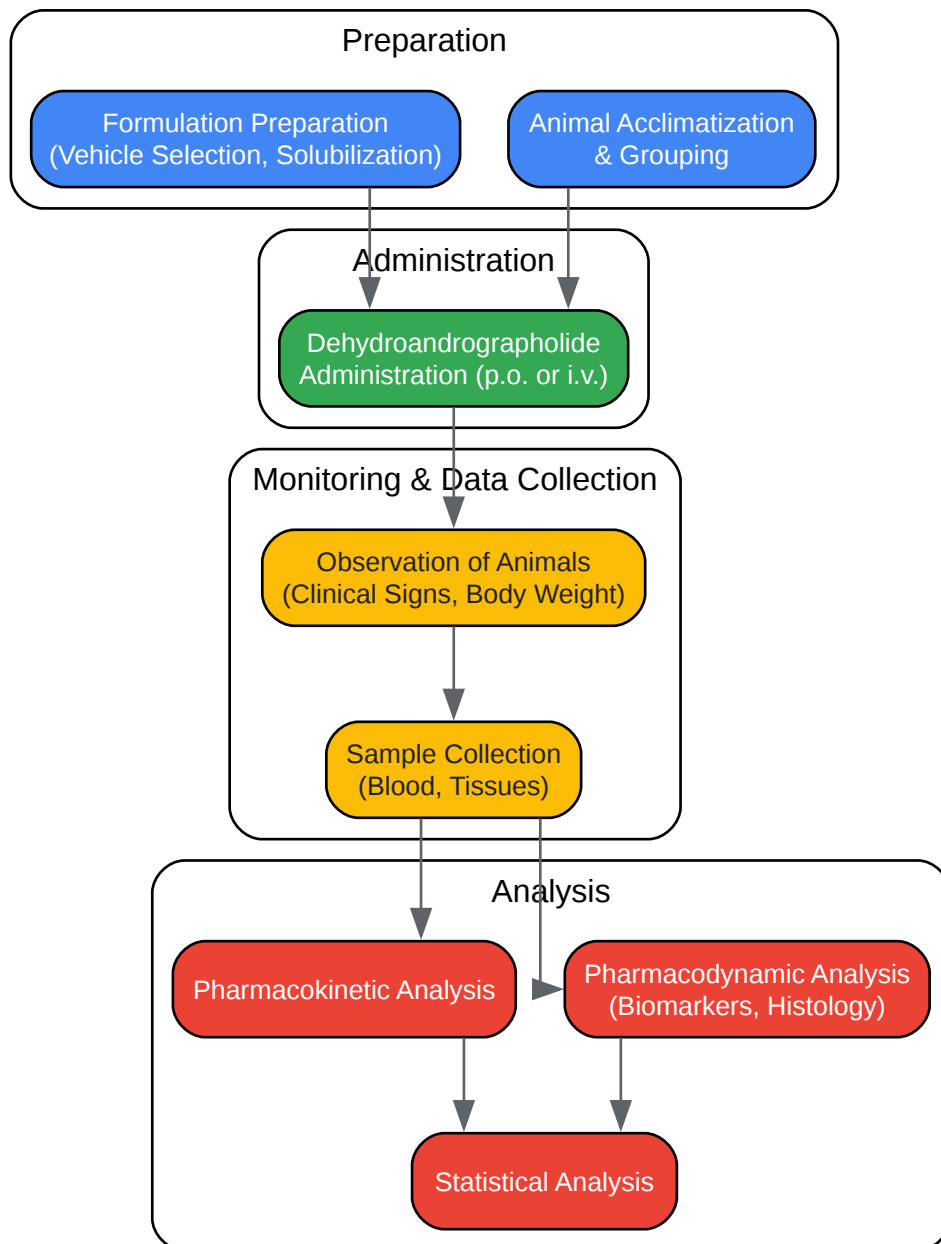 Preparation
Formulation Preparation
(Vehicle Selection, Solubilization)
Animal Acclimatization
& Grouping
Administration
Dehydroandrographolide
Administration (p.o. or i.v.)
Monitoring & Data Collection
Observation of Animals
(Clinical Signs, Body Weight)
Sample Collection
(Blood, Tissues)
Analysis
Pharmacokinetic Analysis
Pharmacodynamic Analysis
(Biomarkers, Histology)
Statistical Analysis